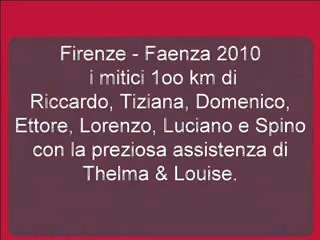 Firenze - Faenza 2010
i mitici 1oo km di
Riccardo, Tiziana, Domenico,
Ettore, Lorenzo, Luciano e Spino
con la preziosa assistenza di
Thelma & Louise.